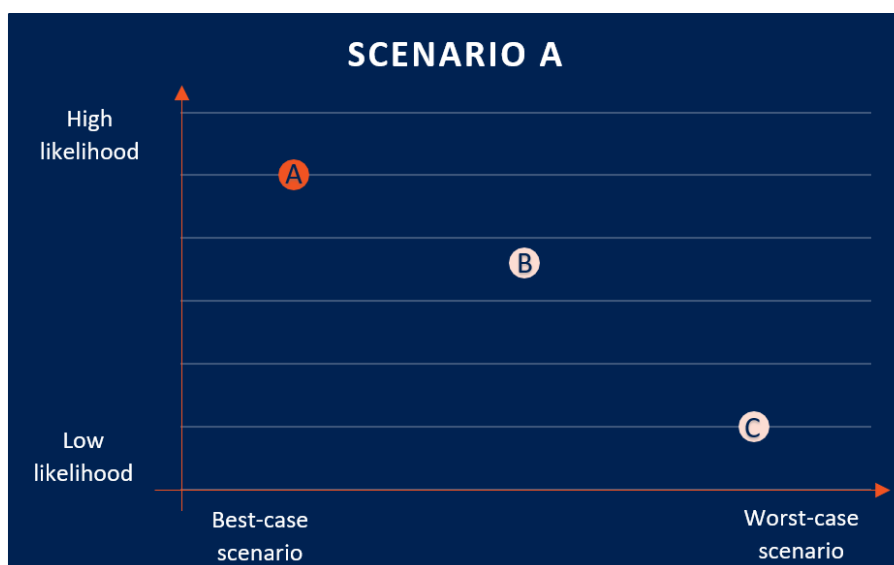 SCENARIO A
High
likelihood
A
B
C
Low
likelihood
Best-case
scenario
Worst-case
scenario